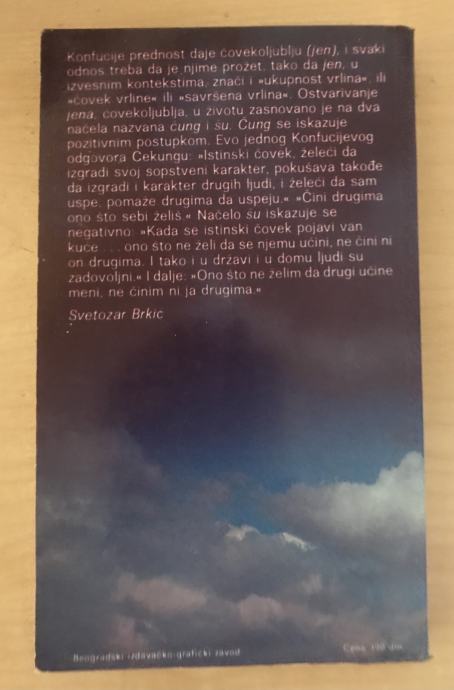 Konfucije prednost daje čovekoljublju (jen), i svaki
odnos treba da je njime prožet, tako da jen, u
izvesnim kontekstima, znači i »ukupnost vrlina«, ili
»čovek vrline« ili »savršena vrlina«. Ostvarivanje
jena, čovekoljublja, u životu zasnovano je na dva
načela nazvana čung i šu. Čung se iskazuje
pozitivnim postupkom. Evo jednog Konfucijevog
odgovora Cekungu: »Istinski čovek, želeći da
izgradi svoj sopstveni karakter, pokušava takođe
da izgradi i karakter drugih ljudi, i želeći da sam
uspe, pomaže drugima da uspeju.« »Čini drugima
ono što sebi želiš.« Načelo šu iskazuje se
negativno: »Kada se istinski čovek pojavi van
kuće . . . ono što ne želi da se njemu učini, ne čini ni
on drugima. I tako i u državi i u domu ljudi su
zadovoljni.« I dalje: »Ono što ne želim da drugi učine
meni, ne činim ni ja drugima.«
Svetozar Brkić
Beogradski izdavačko-grafički zavod
Cena: din.